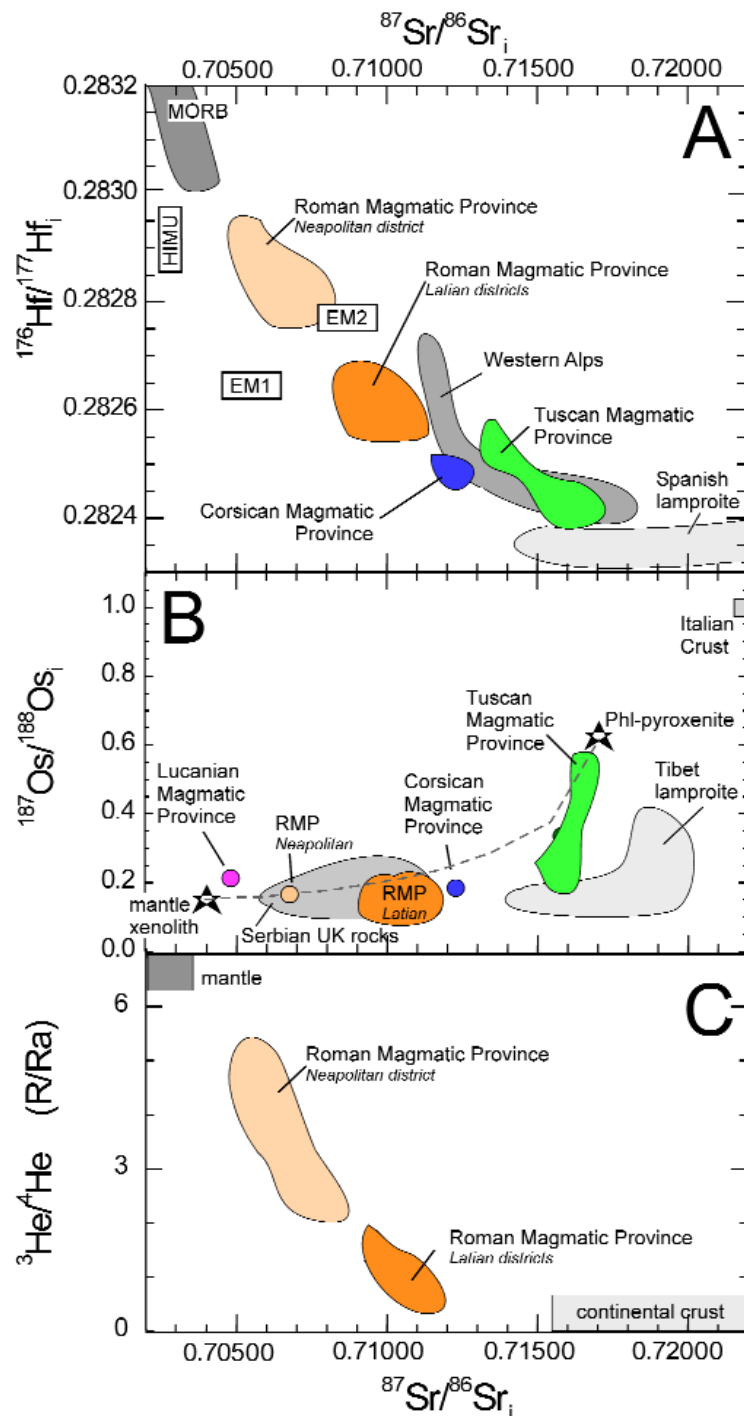 ⁸⁷Sr/⁸⁶Srᵢ
0.70500 0.71000 0.71500 0.72000
0.2832
0.2830
0.2828
0.2826
0.2824
¹⁷⁶Hf/¹⁷⁷Hfᵢ
A
MORB
HIMU
Roman Magmatic Province
Neapolitan district
Roman Magmatic Province
Latian districts
EM2
EM1
Western Alps
Tuscan Magmatic
Province
Corsican Magmatic
Province
Spanish
lamproite
B
1.0
0.8
0.6
0.4
0.2
0.0
¹⁸⁷Os/¹⁸⁸Osᵢ
Italian
Crust
Tuscan
Magmatic
Province
Phl-pyroxenite
Lucanian
Magmatic
Province
RMP
Neapolitan
Corsican
Magmatic
Province
Tibet
lamproite
RMP
Latian
mantle
xenolith
Serbian UK rocks
C
6
3
0
³He/⁴He (R/Ra)
mantle
Roman Magmatic Province
Neapolitan district
Roman Magmatic Province
Latian districts
continental crust
0.70500 0.71000 0.71500 0.72000
⁸⁷Sr/⁸⁶Srᵢ